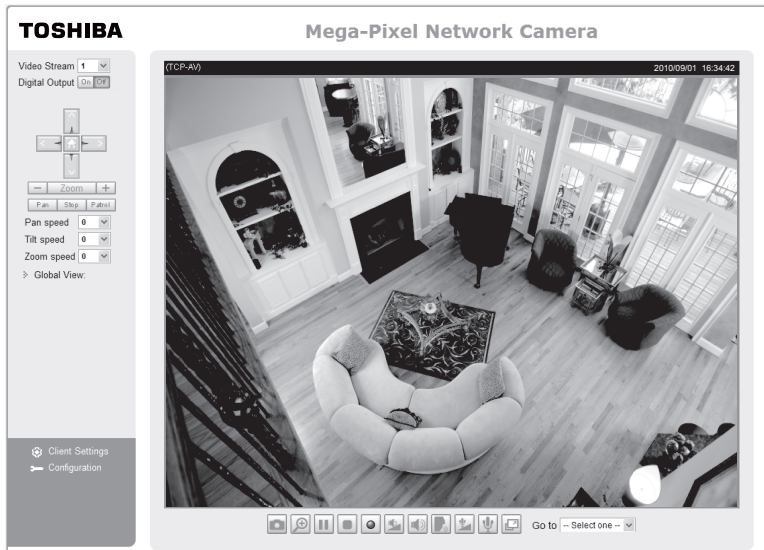 TOSHIBA
Mega-Pixel Network Camera
Video Stream 1
Digital Output On Off
(TCP-AV) 2010/09/01 16:34:42
− Zoom +
Pan Stop Patrol
Pan speed 0
Tilt speed 0
Zoom speed 0
Global View:
Client Settings
Configuration
Go to -- Select one --